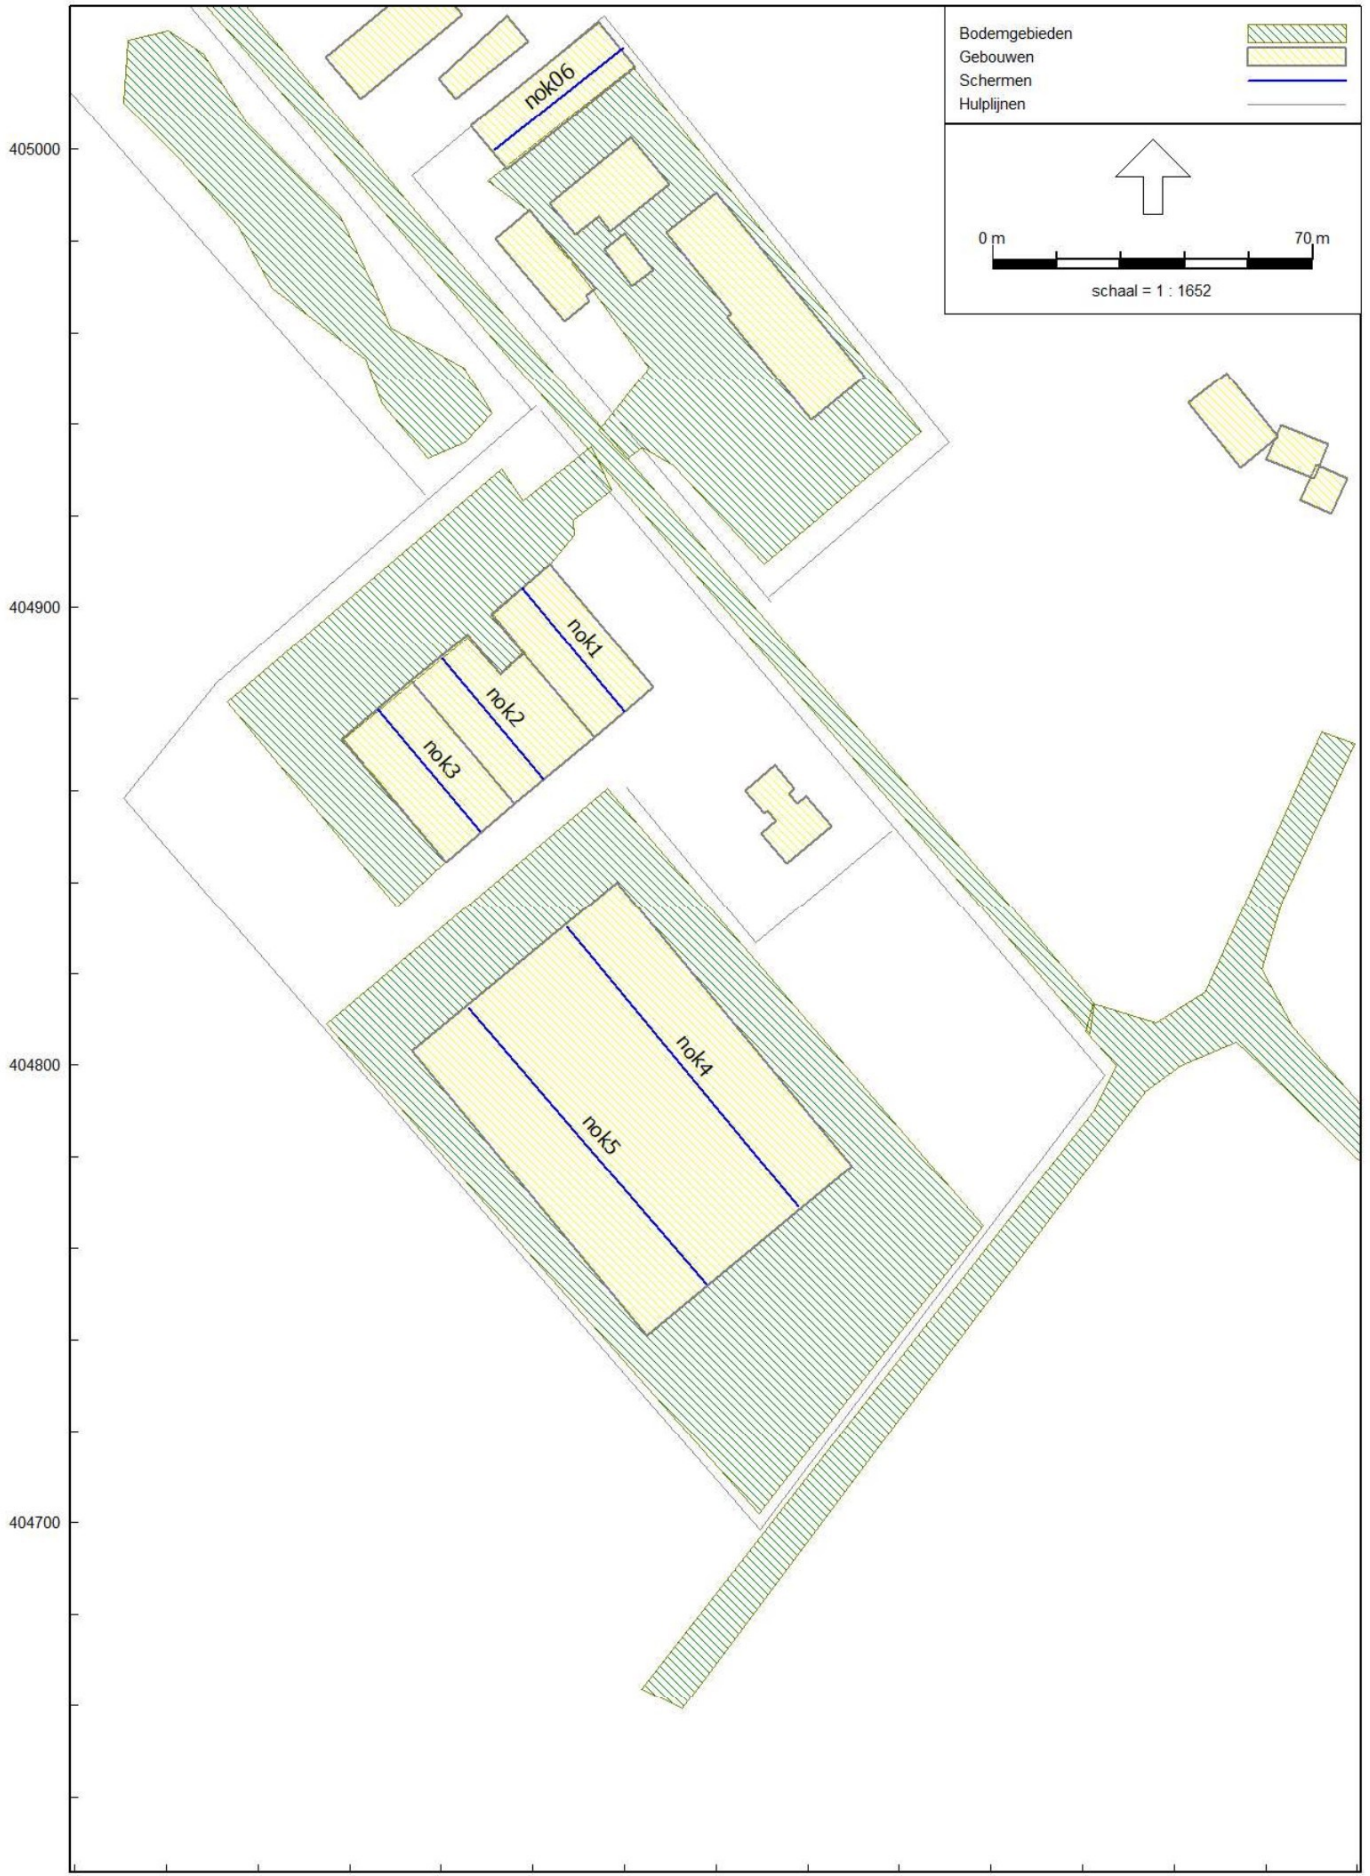 Bodemgebieden
Gebouwen
Schermen
Hulplijnen
0 m 70 m
schaal = 1 : 1652
nok06
405000
404900
nok1
nok2
nok3
404800
nok4
nok5
404700